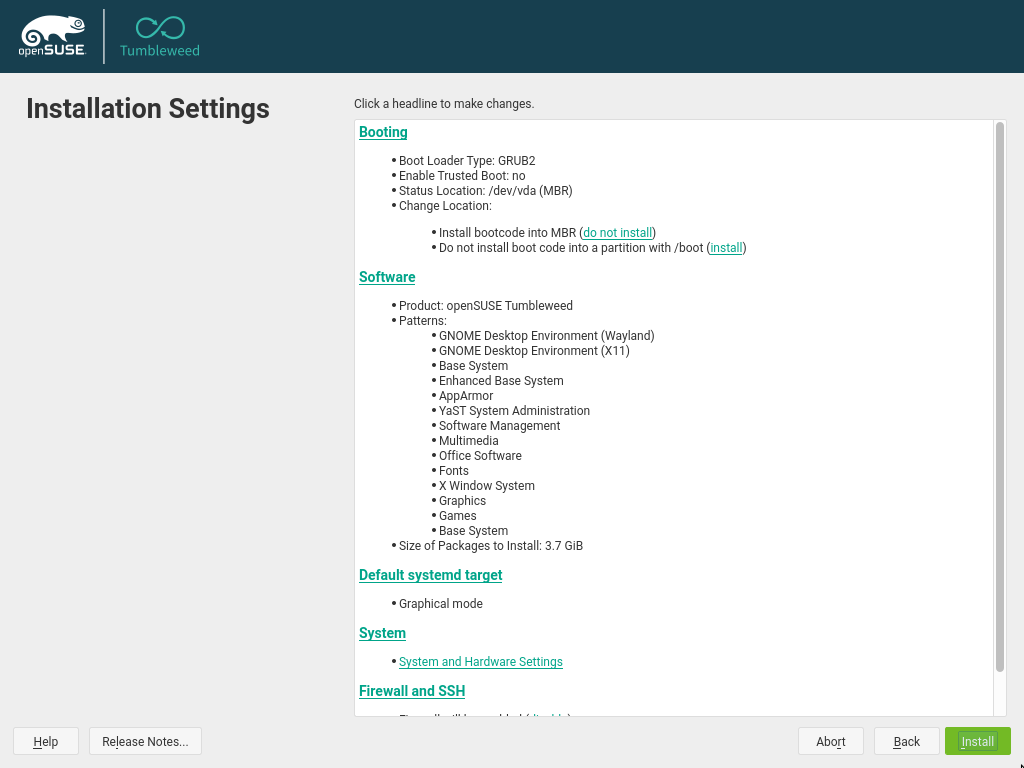 openSUSE
Tumbleweed
Installation Settings
Click a headline to make changes.
Booting
• Boot Loader Type: GRUB2
• Enable Trusted Boot: no
• Status Location: /dev/vda (MBR)
• Change Location:
• Install bootcode into MBR (do not install)
• Do not install boot code into a partition with /boot (install)
Software
• Product: openSUSE Tumbleweed
• Patterns:
• GNOME Desktop Environment (Wayland)
• GNOME Desktop Environment (X11)
• Base System
• Enhanced Base System
• AppArmor
• YaST System Administration
• Software Management
• Multimedia
• Office Software
• Fonts
• X Window System
• Graphics
• Games
• Base System
• Size of Packages to Install: 3.7 GiB
Default systemd target
• Graphical mode
System
• System and Hardware Settings
Firewall and SSH
Help
Release Notes...
Abort
Back
Install